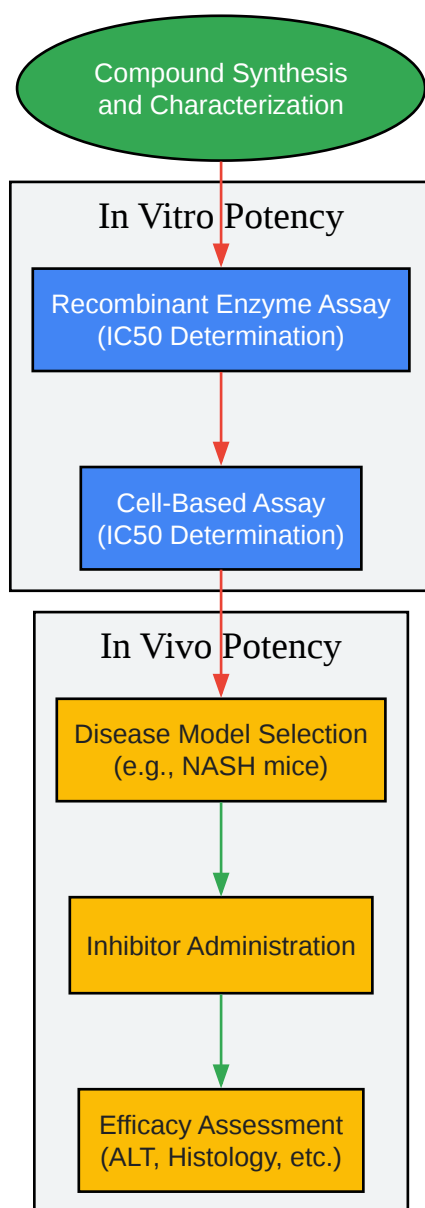 Compound Synthesis
and Characterization
In Vitro Potency
Recombinant Enzyme Assay
(IC50 Determination)
Cell-Based Assay
(IC50 Determination)
In Vivo Potency
Disease Model Selection
(e.g., NASH mice)
Inhibitor Administration
Efficacy Assessment
(ALT, Histology, etc.)